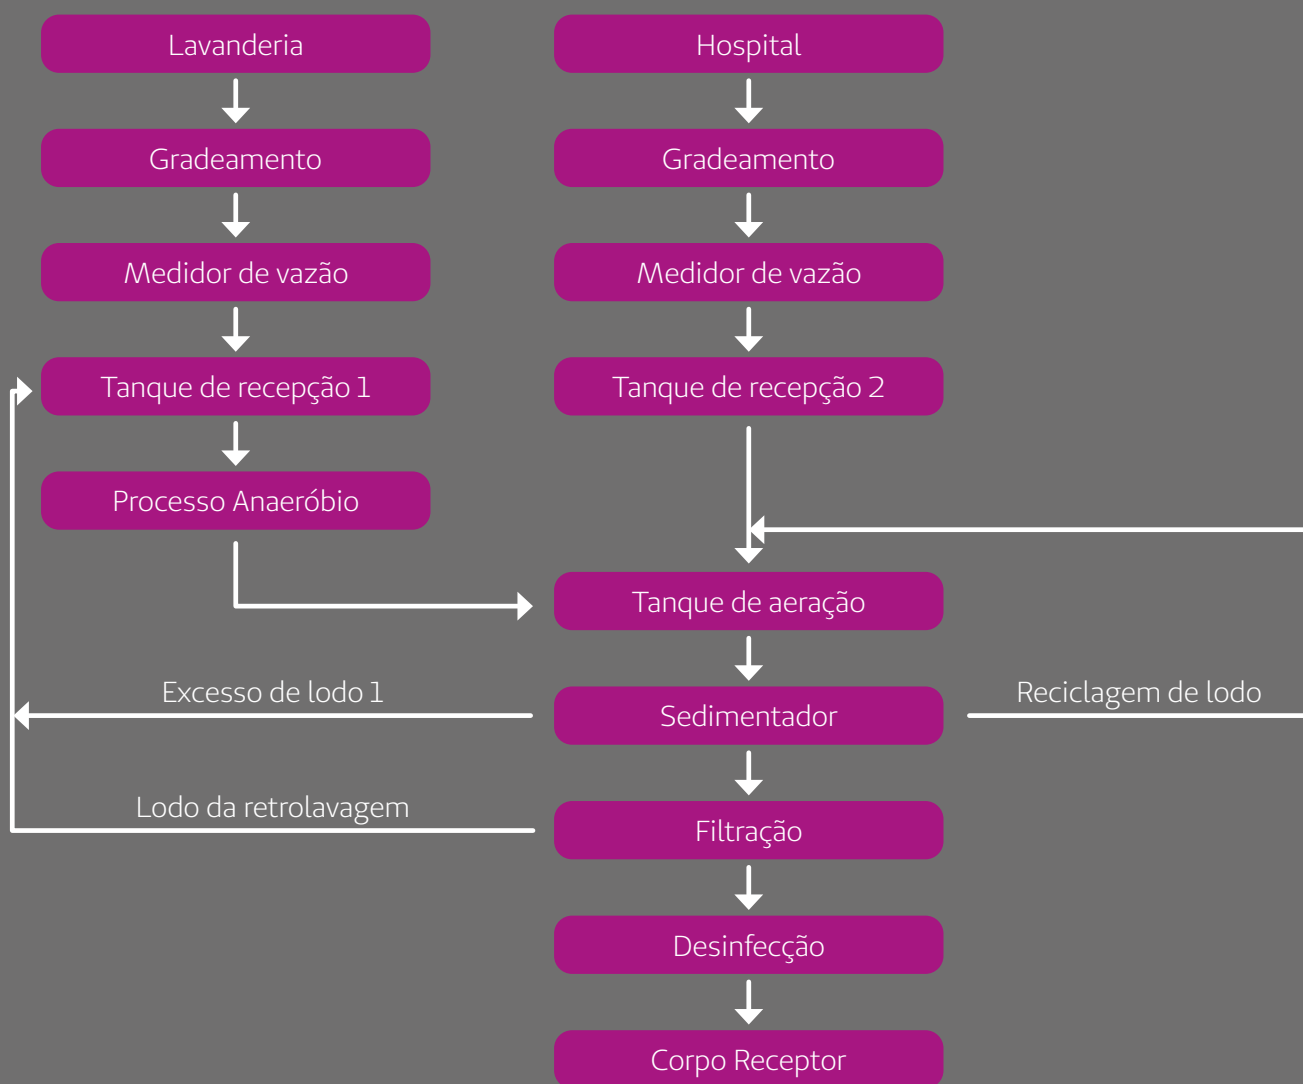 Lavanderia
Hospital
Gradeamento
Gradeamento
Medidor de vazão
Medidor de vazão
Tanque de recepção 1
Tanque de recepção 2
Processo Anaeróbio
Tanque de aeração
Excesso de lodo 1
Sedimentador
Reciclagem de lodo
Lodo da retrolavagem
Filtração
Desinfecção
Corpo Receptor